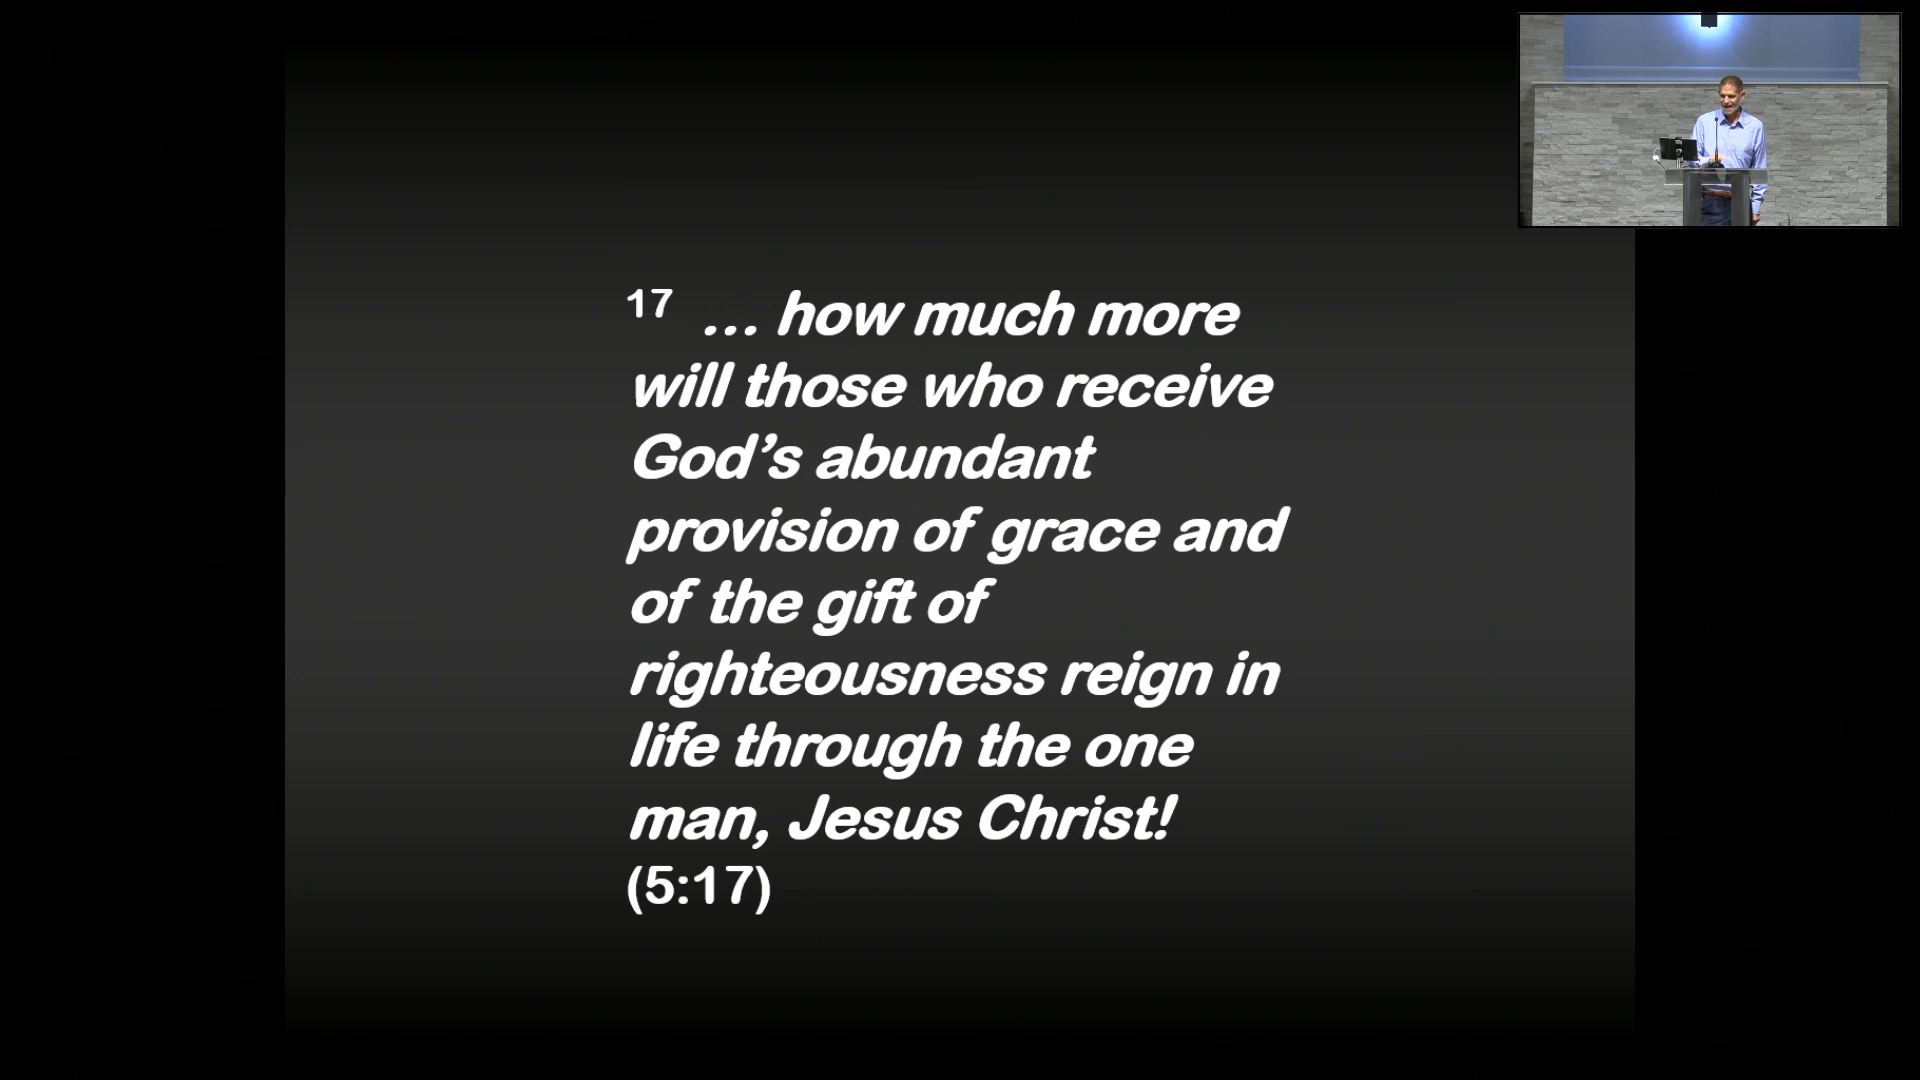 17 ... how much more
will those who receive
God’s abundant
provision of grace and
of the gift of
righteousness reign in
life through the one
man, Jesus Christ!
(5:17)